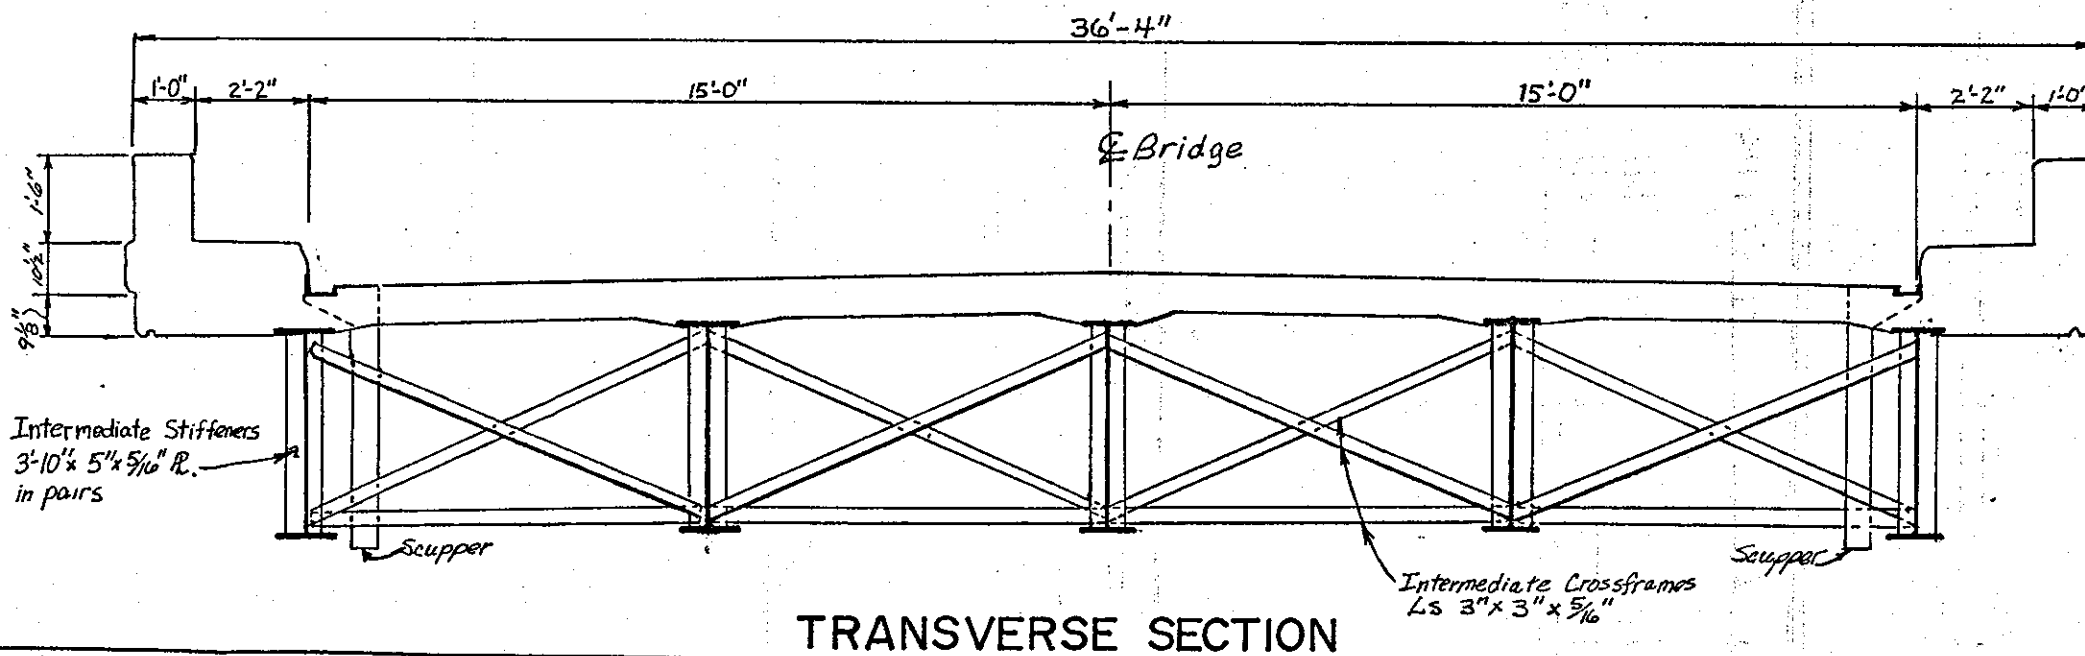 36'-4"
1'-0" 2'-2" 15'-0" 15'-0" 2'-2" 1'-0"
℄ Bridge
1'-6"
10½"
9⅛"
Intermediate Stiffeners
3'-10" x 5" x 5/16" ℞.
in pairs
Scupper
Scupper
Intermediate Crossframes
Ls 3" x 3" x 5/16"
TRANSVERSE SECTION